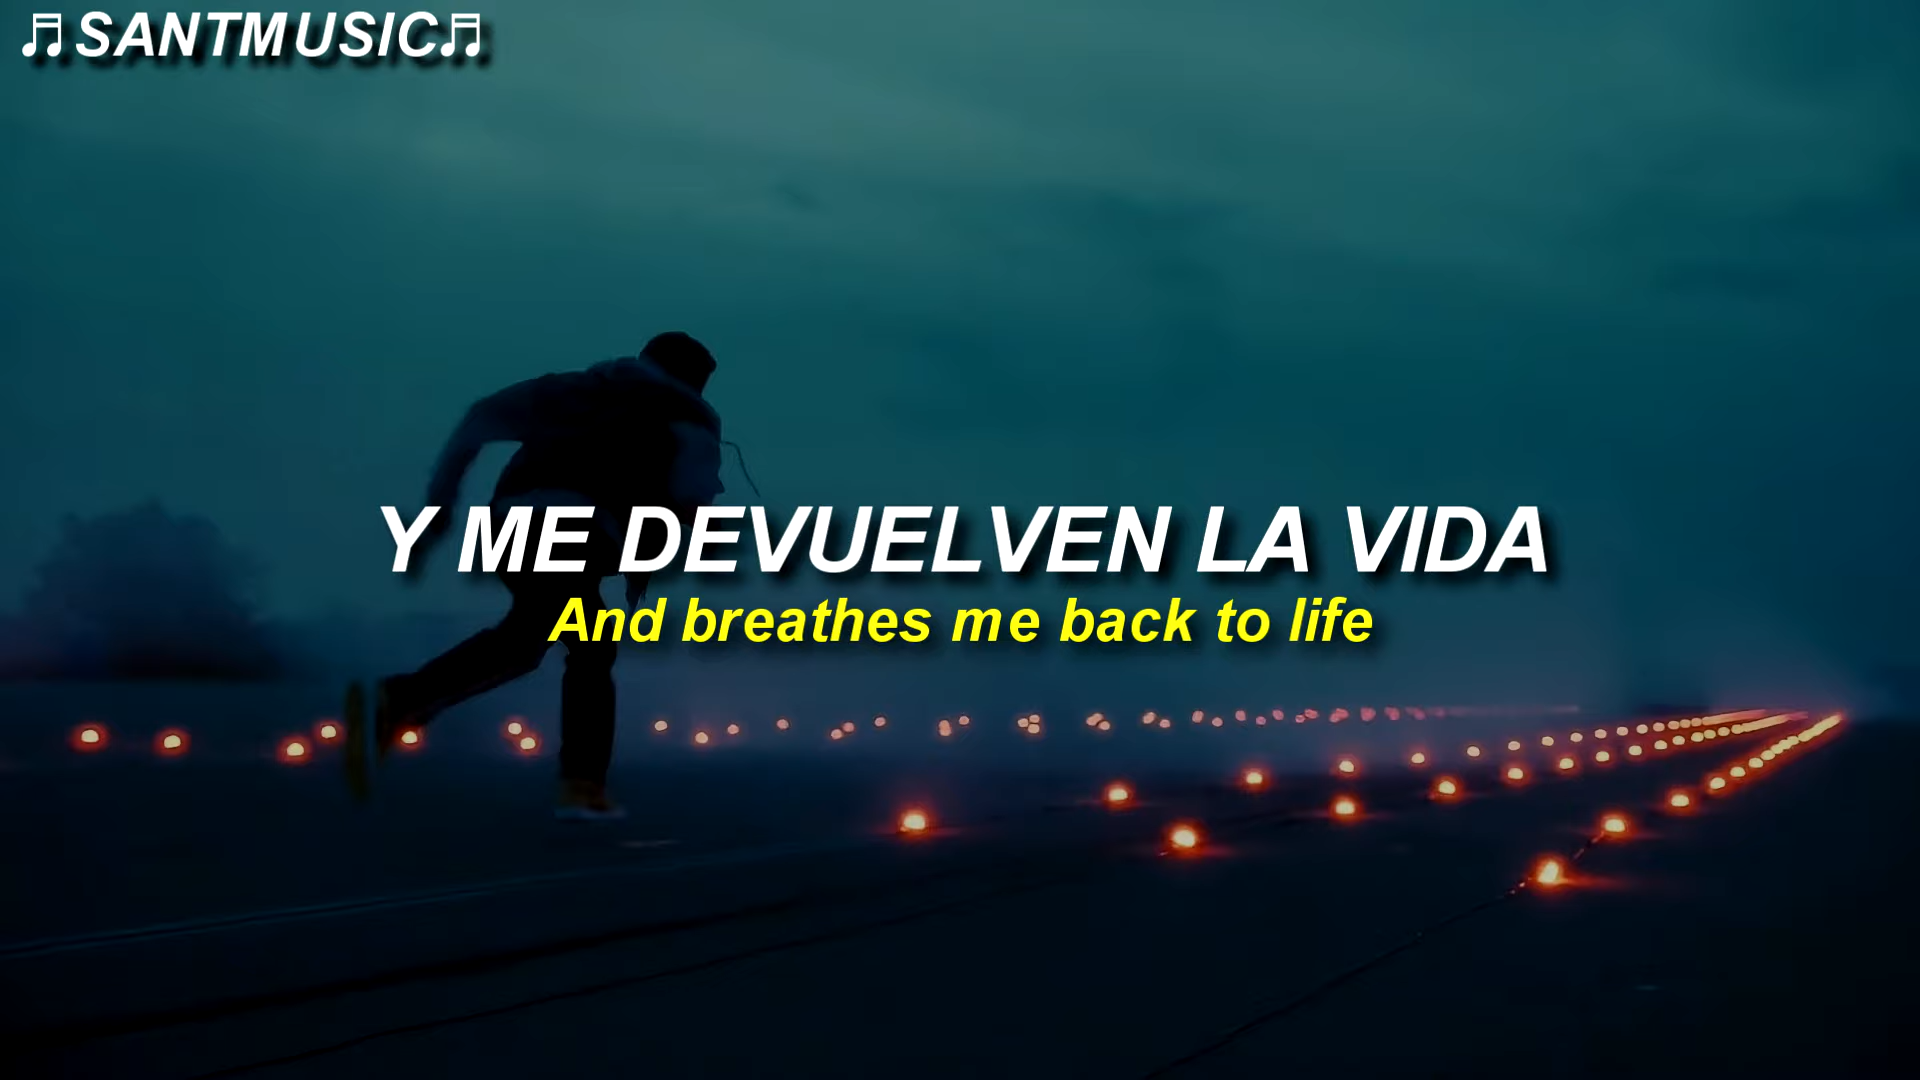 ♬SANTMUSIC♬
Y ME DEVUELVEN LA VIDA
And breathes me back to life